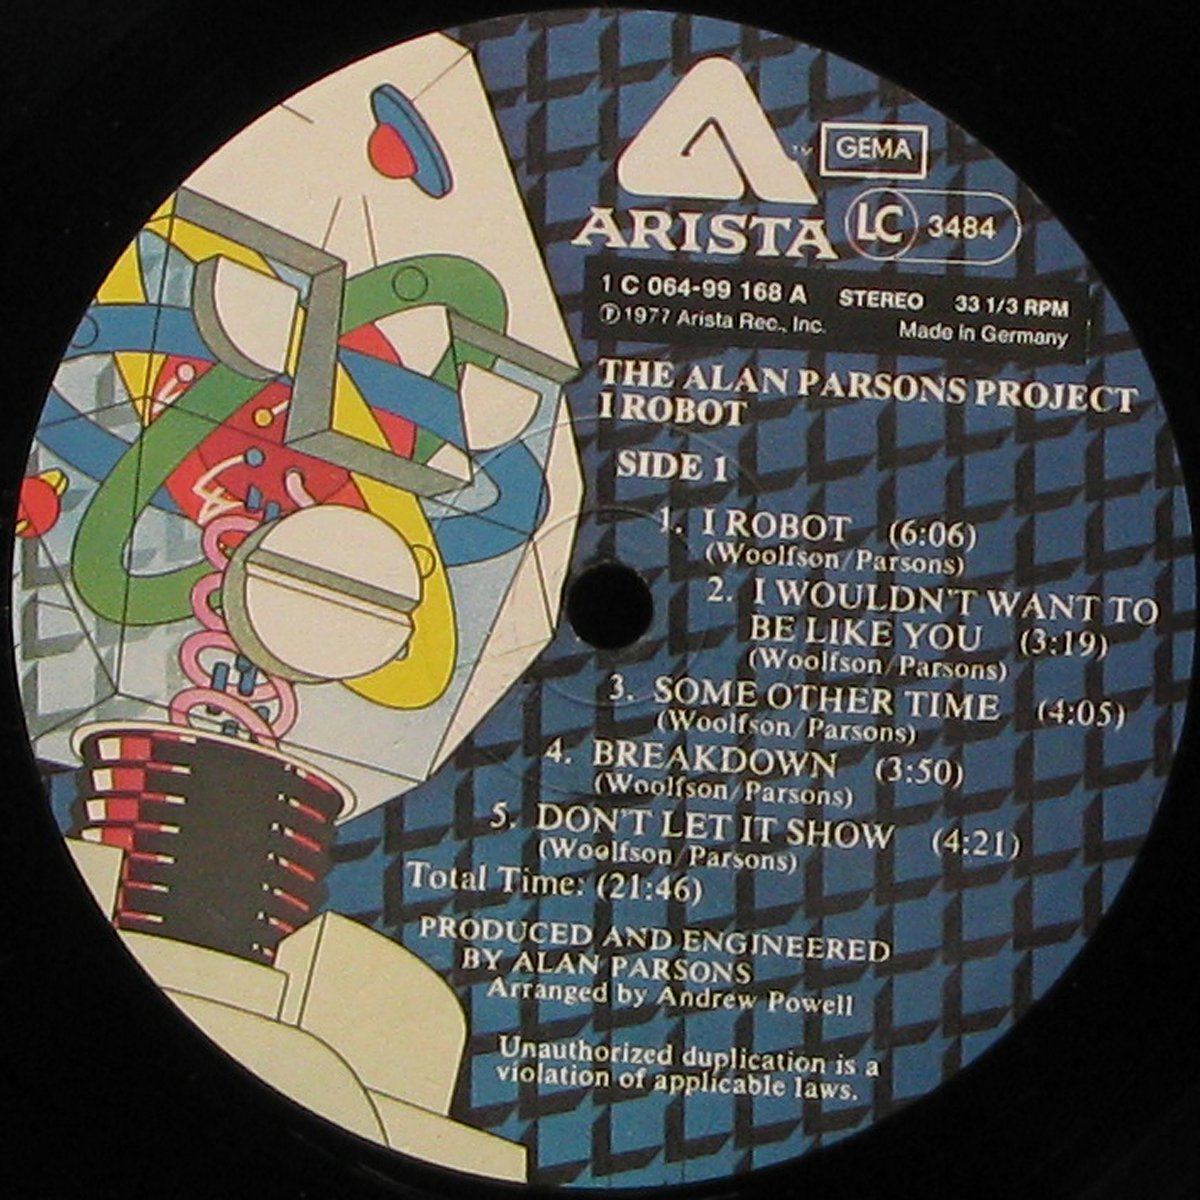 TM
GEMA
ARISTA
LC 3484
1 C 064-99 168 A STEREO 33 1/3 RPM
Ⓟ1977 Arista Rec., Inc. Made in Germany
THE ALAN PARSONS PROJECT
I ROBOT
SIDE 1
1. I ROBOT (6:06)
(Woolfson/Parsons)
2. I WOULDN'T WANT TO
BE LIKE YOU (3:19)
(Woolfson/Parsons)
3. SOME OTHER TIME (4:05)
(Woolfson/Parsons)
4. BREAKDOWN (3:50)
(Woolfson/Parsons)
5. DON'T LET IT SHOW (4:21)
(Woolfson/Parsons)
Total Time: (21:46)
PRODUCED AND ENGINEERED
BY ALAN PARSONS
Arranged by Andrew Powell
Unauthorized duplication is a
violation of applicable laws.